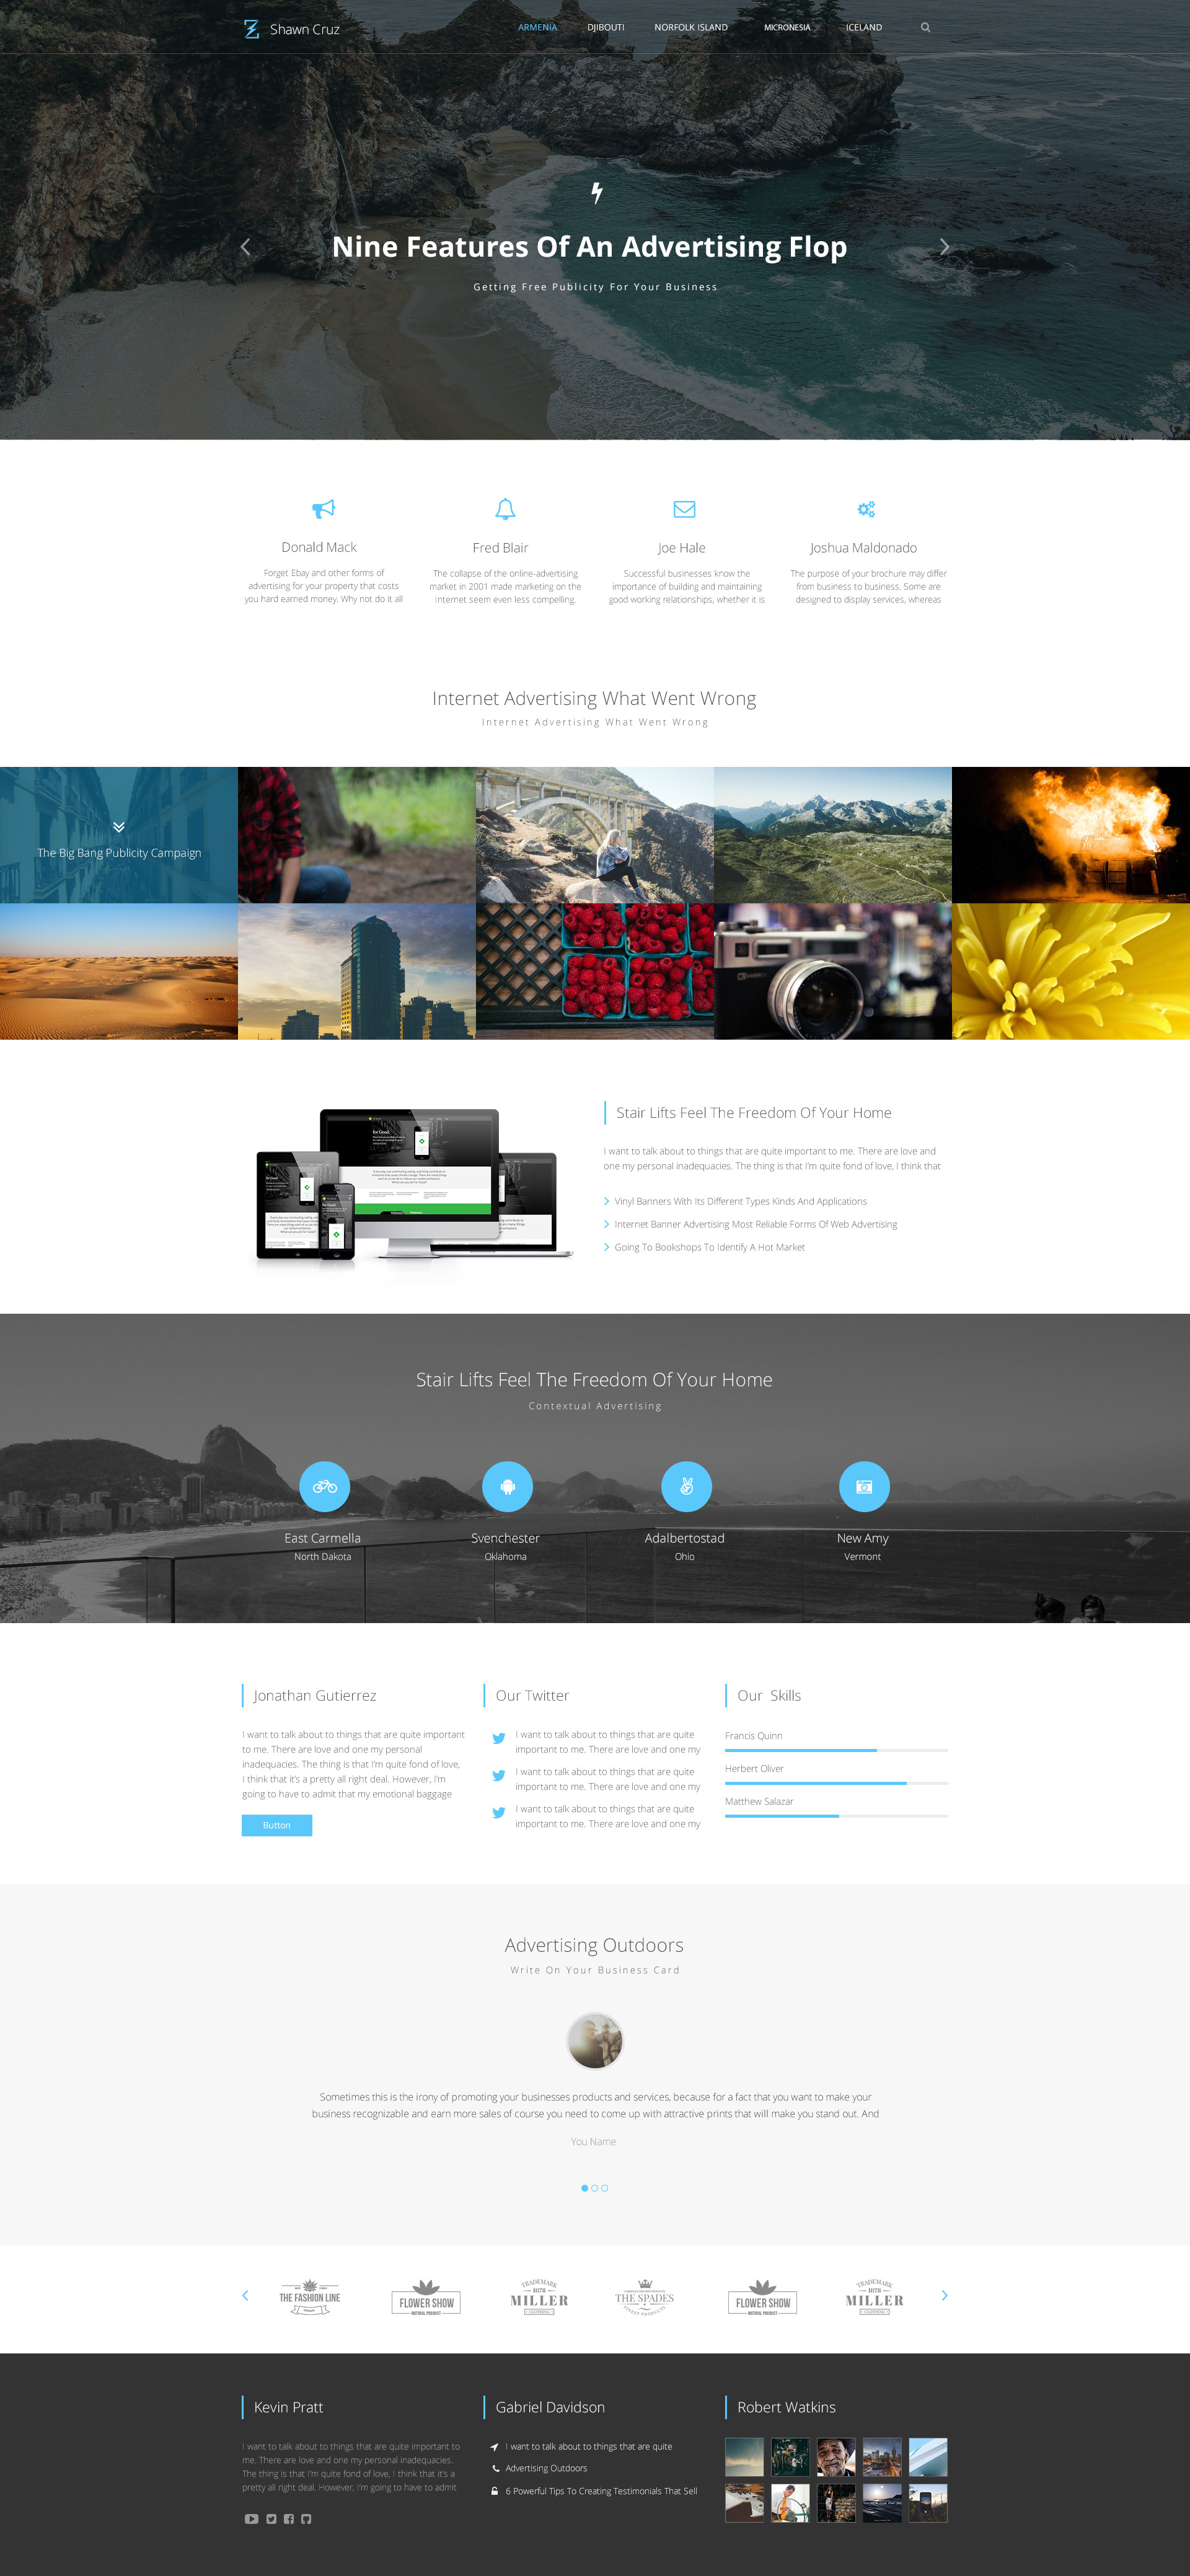 Shawn Cruz
ARMENIA DJIBOUTI NORFOLK ISLAND MICRONESIA ICELAND
Nine Features Of An Advertising Flop
Getting Free Publicity For Your Business
Donald Mack
Forget Ebay and other forms of
advertising for your property that costs
you hard earned money. Why not do it all
Fred Blair
The collapse of the online-advertising
market in 2001 made marketing on the
Internet seem even less compelling.
Joe Hale
Successful businesses know the
importance of building and maintaining
good working relationships, whether it is
Joshua Maldonado
The purpose of your brochure may differ
from business to business. Some are
designed to display services, whereas
Internet Advertising What Went Wrong
Internet Advertising What Went Wrong
The Big Bang Publicity Campaign
Stair Lifts Feel The Freedom Of Your Home
I want to talk about to things that are quite important to me. There are love and
one my personal inadequacies. The thing is that I'm quite fond of love, I think that
Vinyl Banners With Its Different Types Kinds And Applications
Internet Banner Advertising Most Reliable Forms Of Web Advertising
Going To Bookshops To Identify A Hot Market
Stair Lifts Feel The Freedom Of Your Home
Contextual Advertising
East Carmella
North Dakota
Svenchester
Oklahoma
Adalbertostad
Ohio
New Amy
Vermont
Jonathan Gutierrez
I want to talk about to things that are quite important
to me. There are love and one my personal
inadequacies. The thing is that I'm quite fond of love,
I think that it's a pretty all right deal. However, I'm
going to have to admit that my emotional baggage
Button
Our Twitter
I want to talk about to things that are quite
important to me. There are love and one my
I want to talk about to things that are quite
important to me. There are love and one my
I want to talk about to things that are quite
important to me. There are love and one my
Our Skills
Francis Quinn
Herbert Oliver
Matthew Salazar
Advertising Outdoors
Write On Your Business Card
Sometimes this is the irony of promoting your businesses products and services, because for a fact that you want to make your
business recognizable and earn more sales of course you need to come up with attractive prints that will make you stand out. And
You Name
THE FASHION LINE
FLOWER SHOW
NATURAL PRODUCT
TRADEMARK
1878
MILLER
CLOTHING
THE SPADES
FINEST PRODUCTS
FLOWER SHOW
NATURAL PRODUCT
TRADEMARK
1878
MILLER
CLOTHING
Kevin Pratt
I want to talk about to things that are quite important to
me. There are love and one my personal inadequacies.
The thing is that I'm quite fond of love, I think that it's a
pretty all right deal. However, I'm going to have to admit
Gabriel Davidson
I want to talk about to things that are quite
Advertising Outdoors
6 Powerful Tips To Creating Testimonials That Sell
Robert Watkins